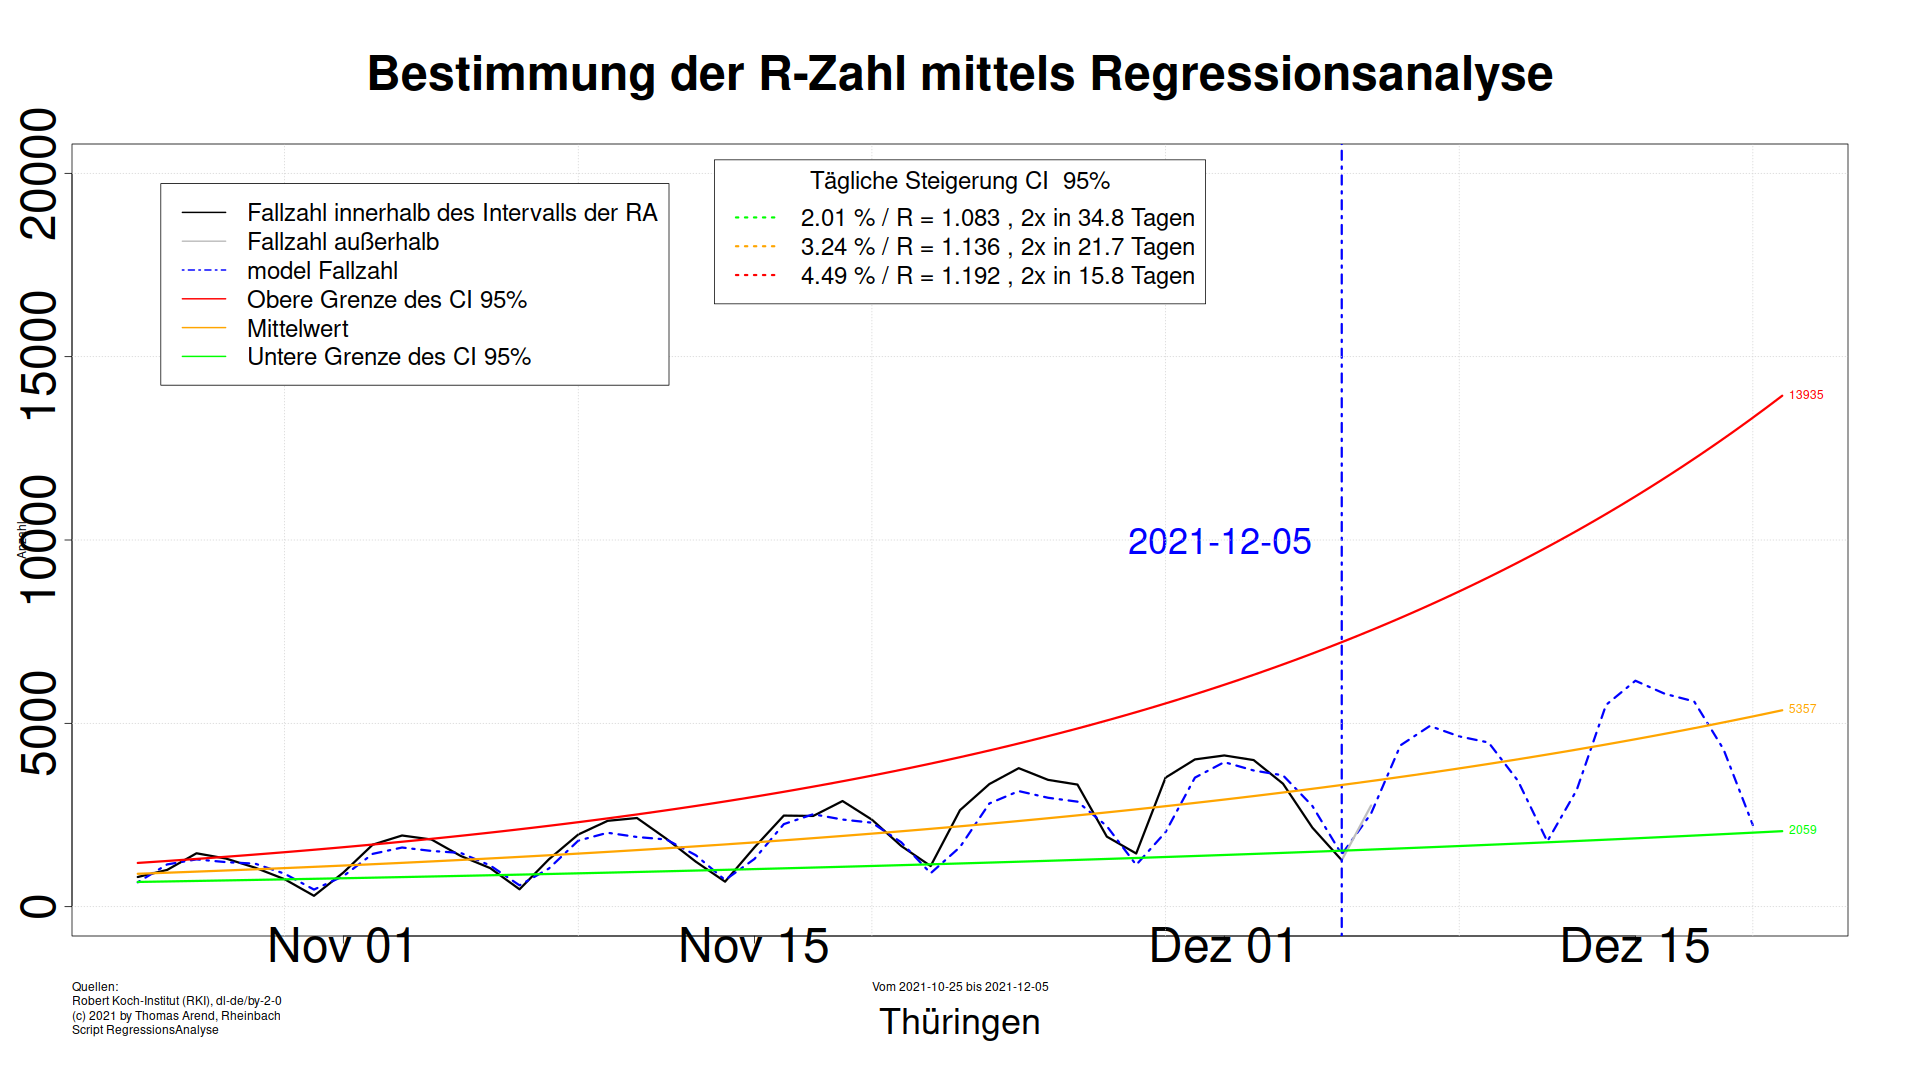 Bestimmung der R-Zahl mittels Regressionsanalyse
Anzahl
20000
15000
10000
5000
0
Fallzahl innerhalb des Intervalls der RA
Fallzahl außerhalb
model Fallzahl
Obere Grenze des CI 95%
Mittelwert
Untere Grenze des CI 95%
Tägliche Steigerung CI 95%
2.01 % / R = 1.083 , 2x in 34.8 Tagen
3.24 % / R = 1.136 , 2x in 21.7 Tagen
4.49 % / R = 1.192 , 2x in 15.8 Tagen
13935
2021-12-05
5357
2059
Nov 01 Nov 15 Dez 01 Dez 15
Quellen:
Robert Koch-Institut (RKI), dl-de/by-2-0
(c) 2021 by Thomas Arend, Rheinbach
Script RegressionsAnalyse
Vom 2021-10-25 bis 2021-12-05
Thüringen